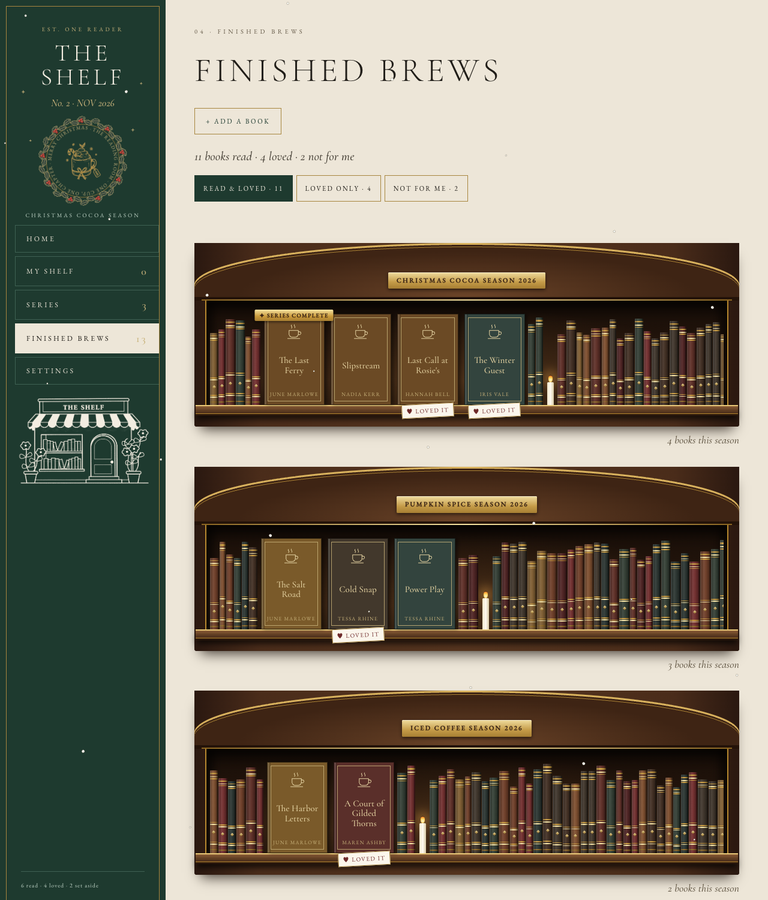 EST. ONE READER
THE
SHELF
No. 2 · NOV 2026
MERRY CHRISTMAS · THE READING
CHRISTMAS COCOA SEASON
HOME
MY SHELF 0
SERIES 3
FINISHED BREWS 13
SETTINGS
THE SHELF
6 read · 4 loved · 2 set aside
04 · FINISHED BREWS
FINISHED BREWS
+ ADD A BOOK
11 books read · 4 loved · 2 not for me
READ & LOVED · 11
LOVED ONLY · 4
NOT FOR ME · 2
CHRISTMAS COCOA SEASON 2026
✦ SERIES COMPLETE
The Last
Ferry
JUNE MARLOWE
Slipstream
NADIA KERR
Last Call at
Rosie's
HANNAH BELL
♥ LOVED IT
The Winter
Guest
IRIS VALE
♥ LOVED IT
4 books this season
PUMPKIN SPICE SEASON 2026
The Salt
Road
JUNE MARLOWE
Cold Snap
TESSA RHINE
♥ LOVED IT
Power Play
TESSA RHINE
3 books this season
ICED COFFEE SEASON 2026
The Harbor
Letters
JUNE MARLOWE
A Court of
Gilded
Thorns
MAREN ASHBY
♥ LOVED IT
2 books this season